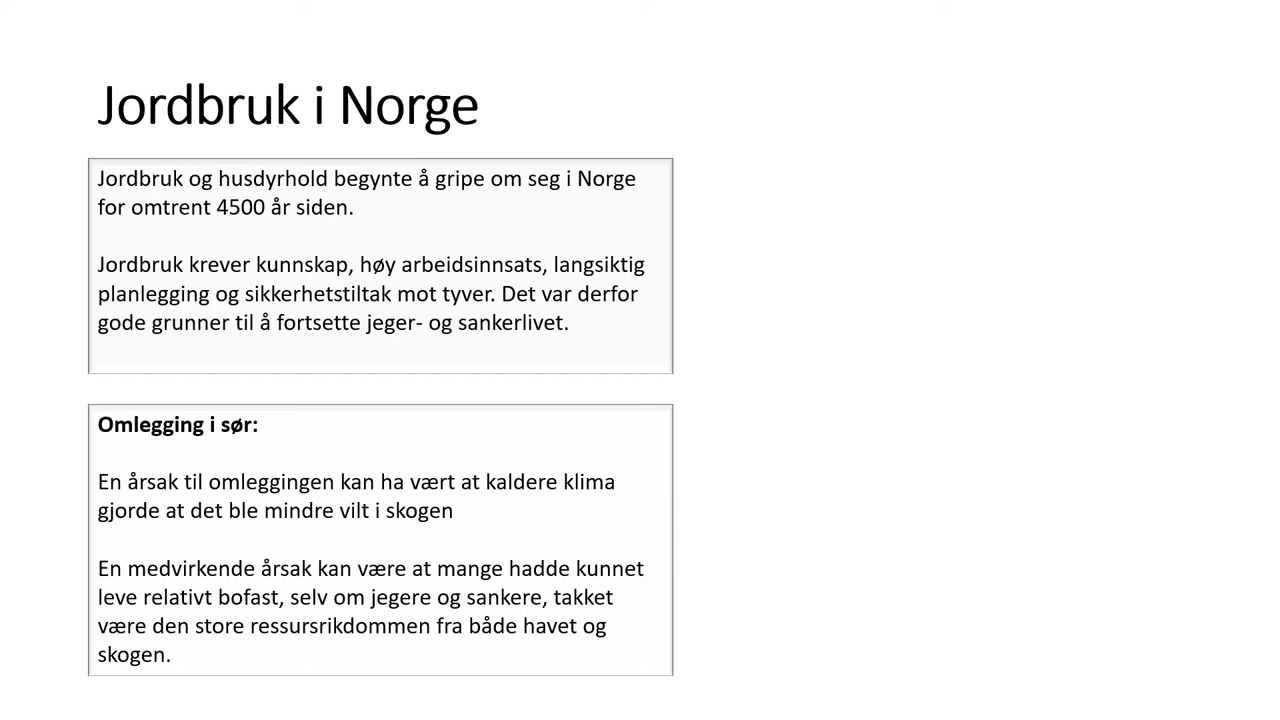 Jordbruk i Norge
Jordbruk og husdyrhold begynte å gripe om seg i Norge
for omtrent 4500 år siden.
Jordbruk krever kunnskap, høy arbeidsinnsats, langsiktig
planlegging og sikkerhetstiltak mot tyver. Det var derfor
gode grunner til å fortsette jeger- og sankerlivet.
Omlegging i sør:
En årsak til omleggingen kan ha vært at kaldere klima
gjorde at det ble mindre vilt i skogen
En medvirkende årsak kan være at mange hadde kunnet
leve relativt bofast, selv om jegere og sankere, takket
være den store ressursrikdommen fra både havet og
skogen.